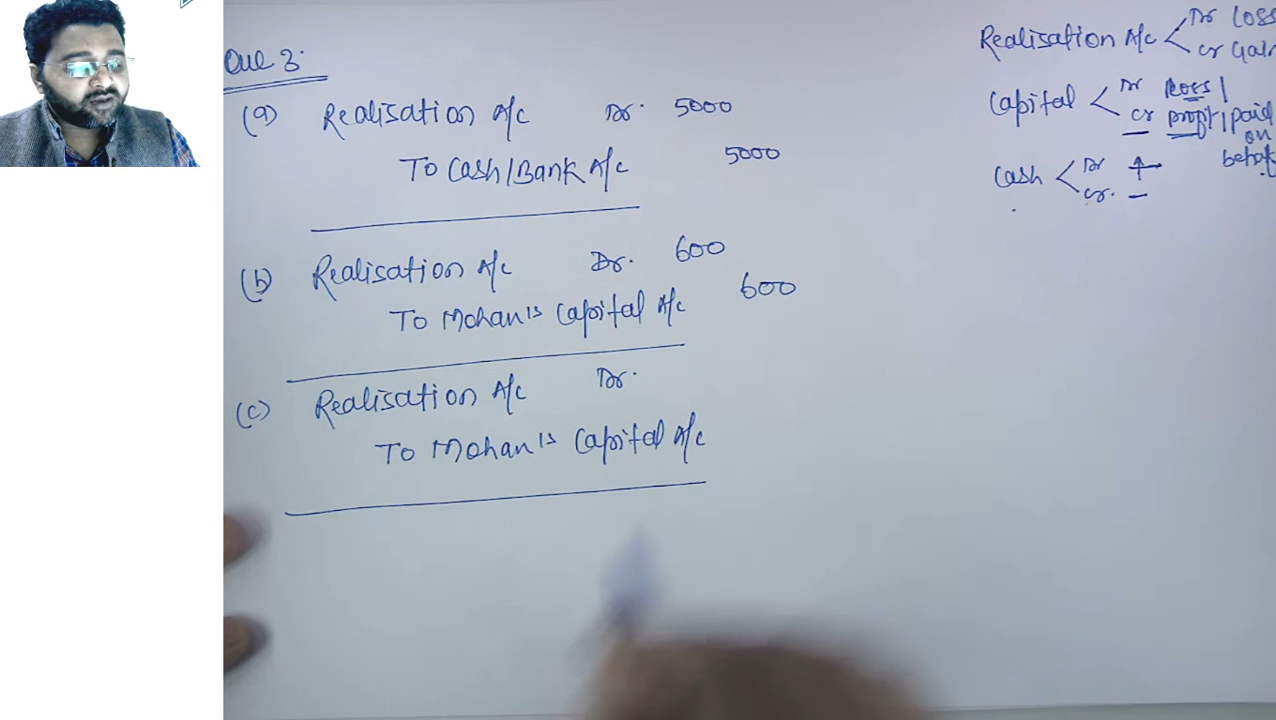 Que 3.
(a) Realisation A/c Dr. 5000
To Cash/Bank A/c 5000
(b) Realisation A/c Dr. 600
To Mohan's Capital A/c 600
(c) Realisation A/c Dr.
To Mohan's Capital A/c
Realisation A/c < Dr Loss
Cr Gain
Capital < Dr Loss |
Cr profit | paid
on
behalf
Cash < Dr +
Cr. -